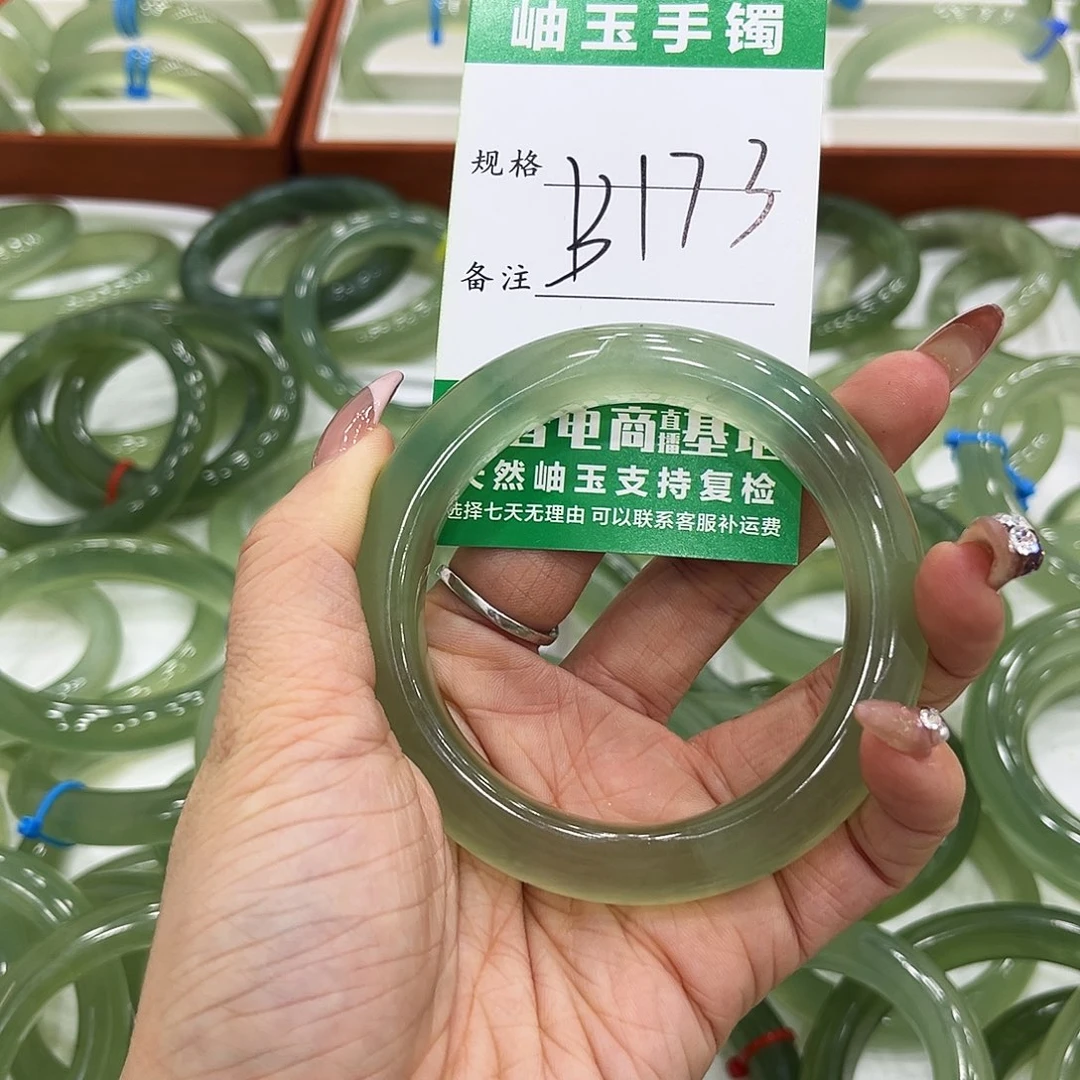 岫玉手镯
规格 B173
备注
电商直播基地
天然岫玉支持复检
选择七天无理由 可以联系客服补运费